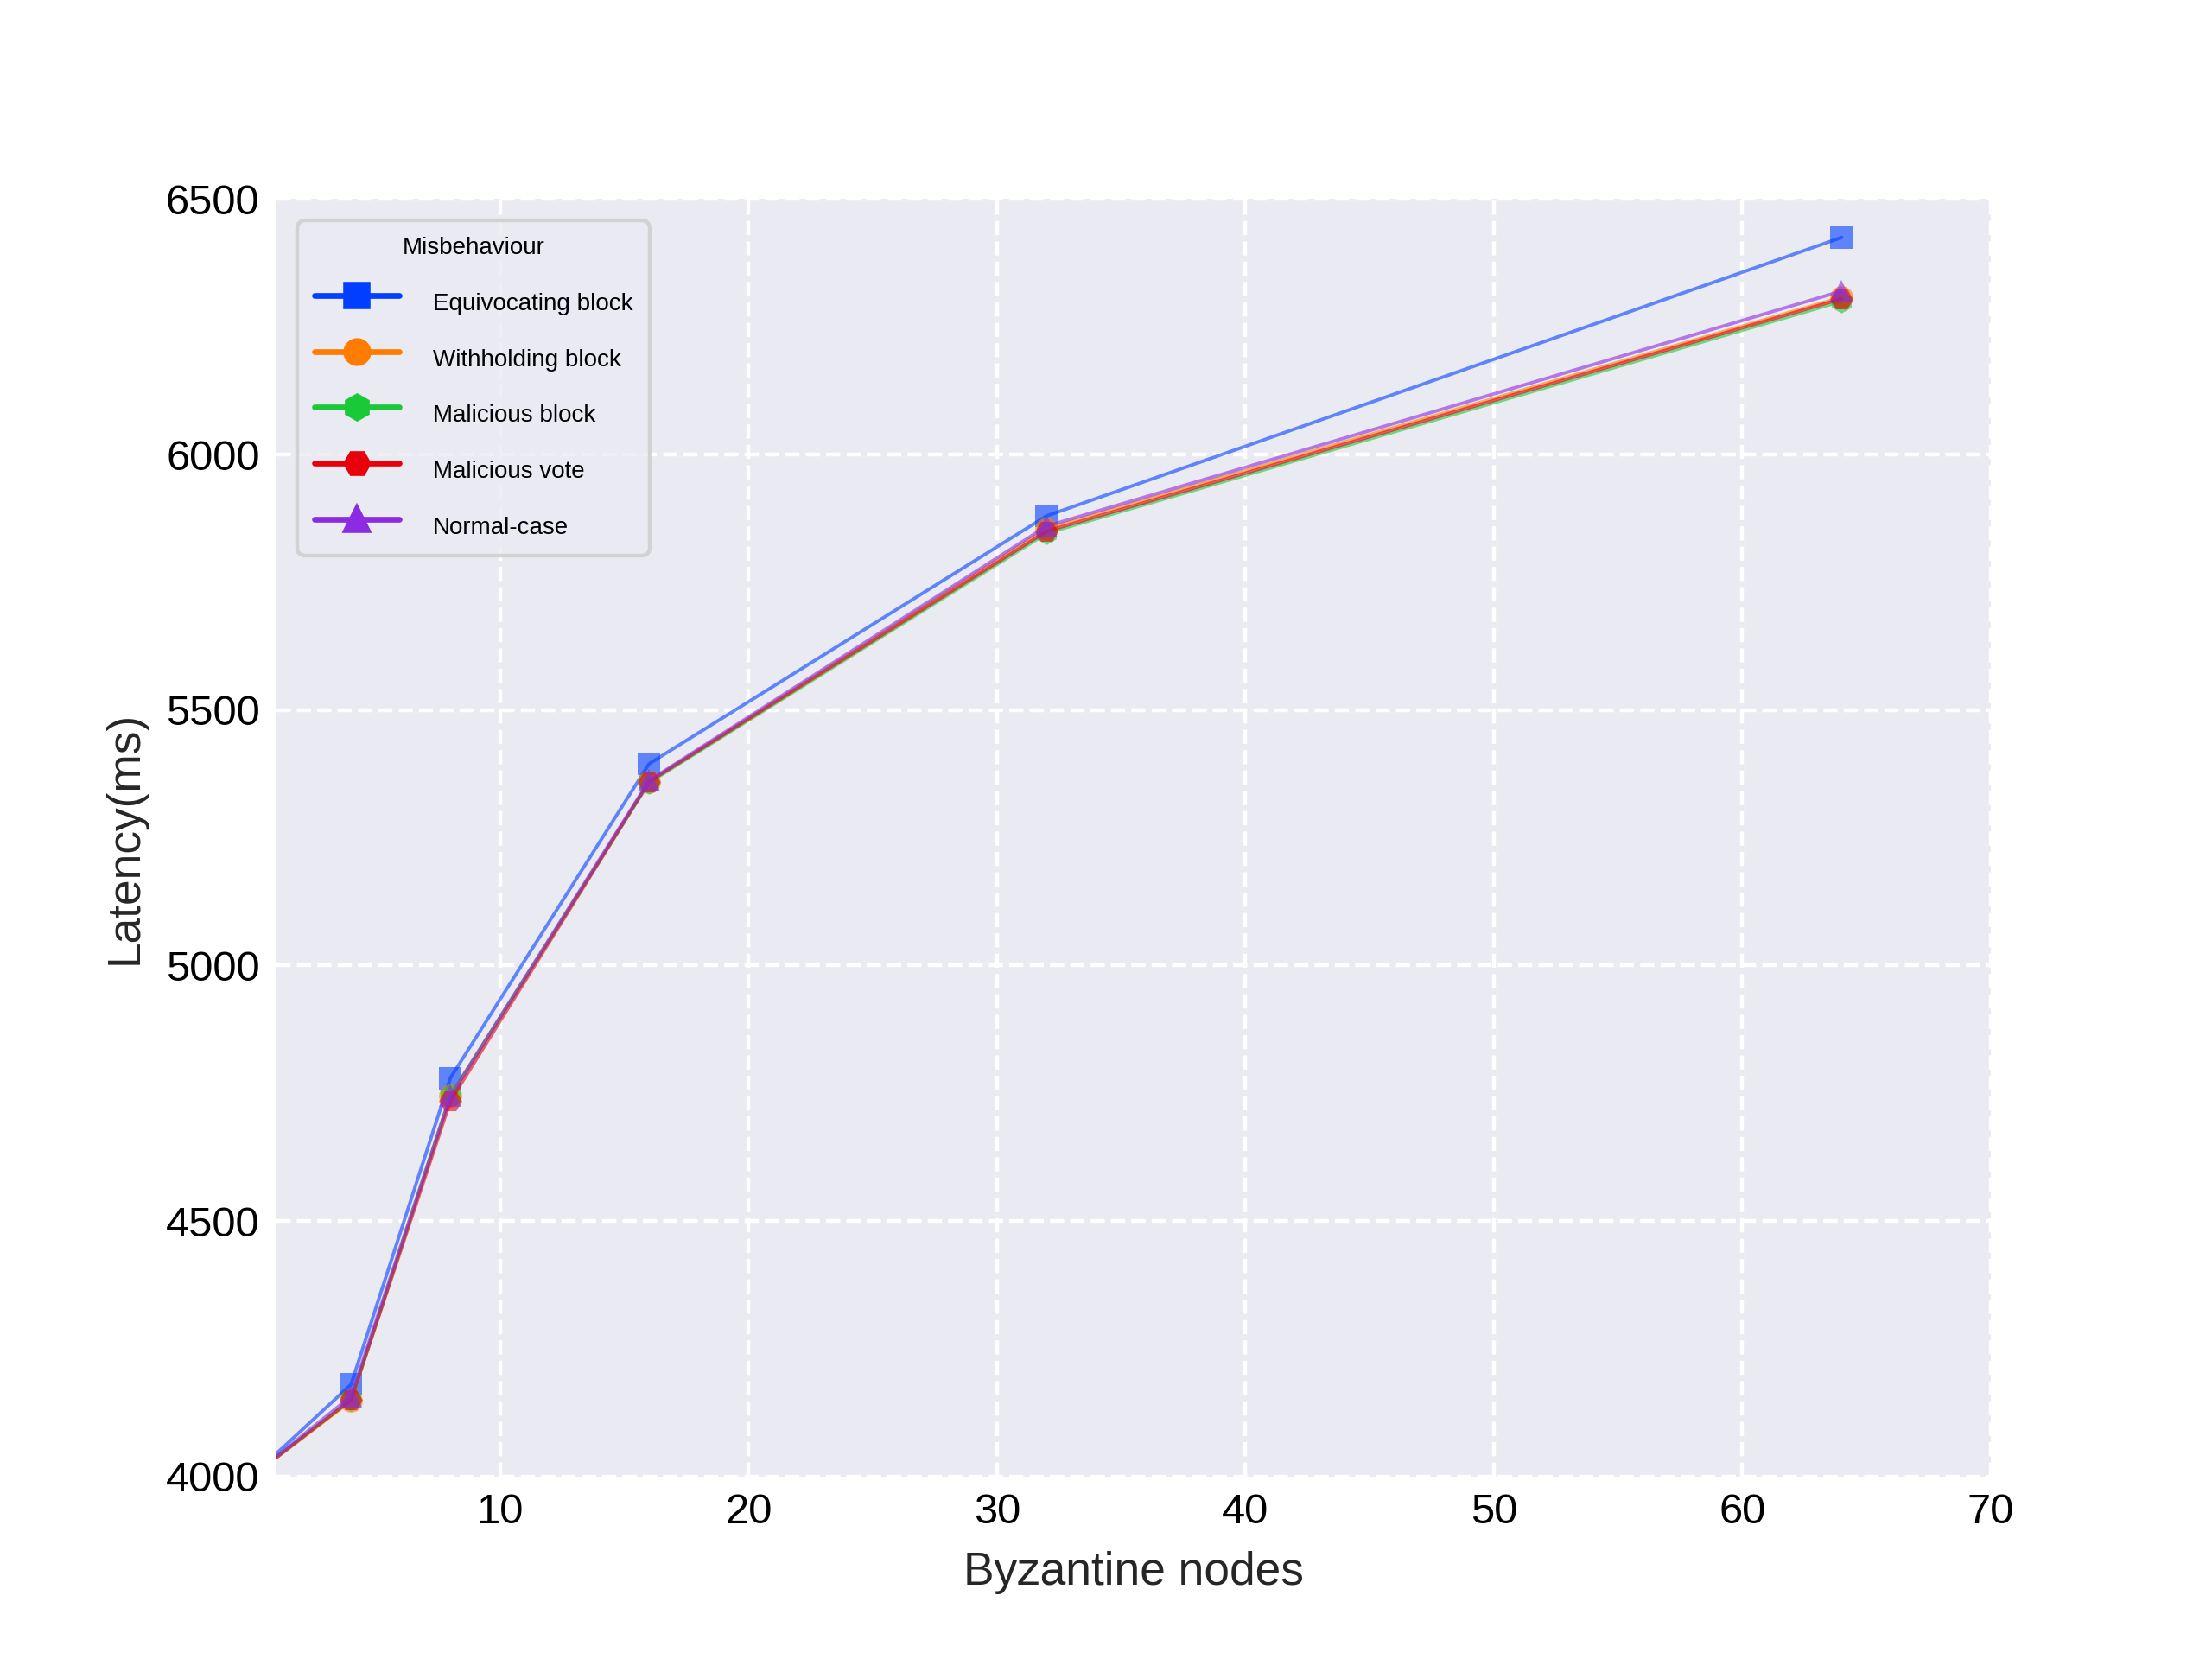 6500
6000
5500
5000
4500
4000
Latency(ms)
Misbehaviour
Equivocating block
Withholding block
Malicious block
Malicious vote
Normal-case
10 20 30 40 50 60 70
Byzantine nodes